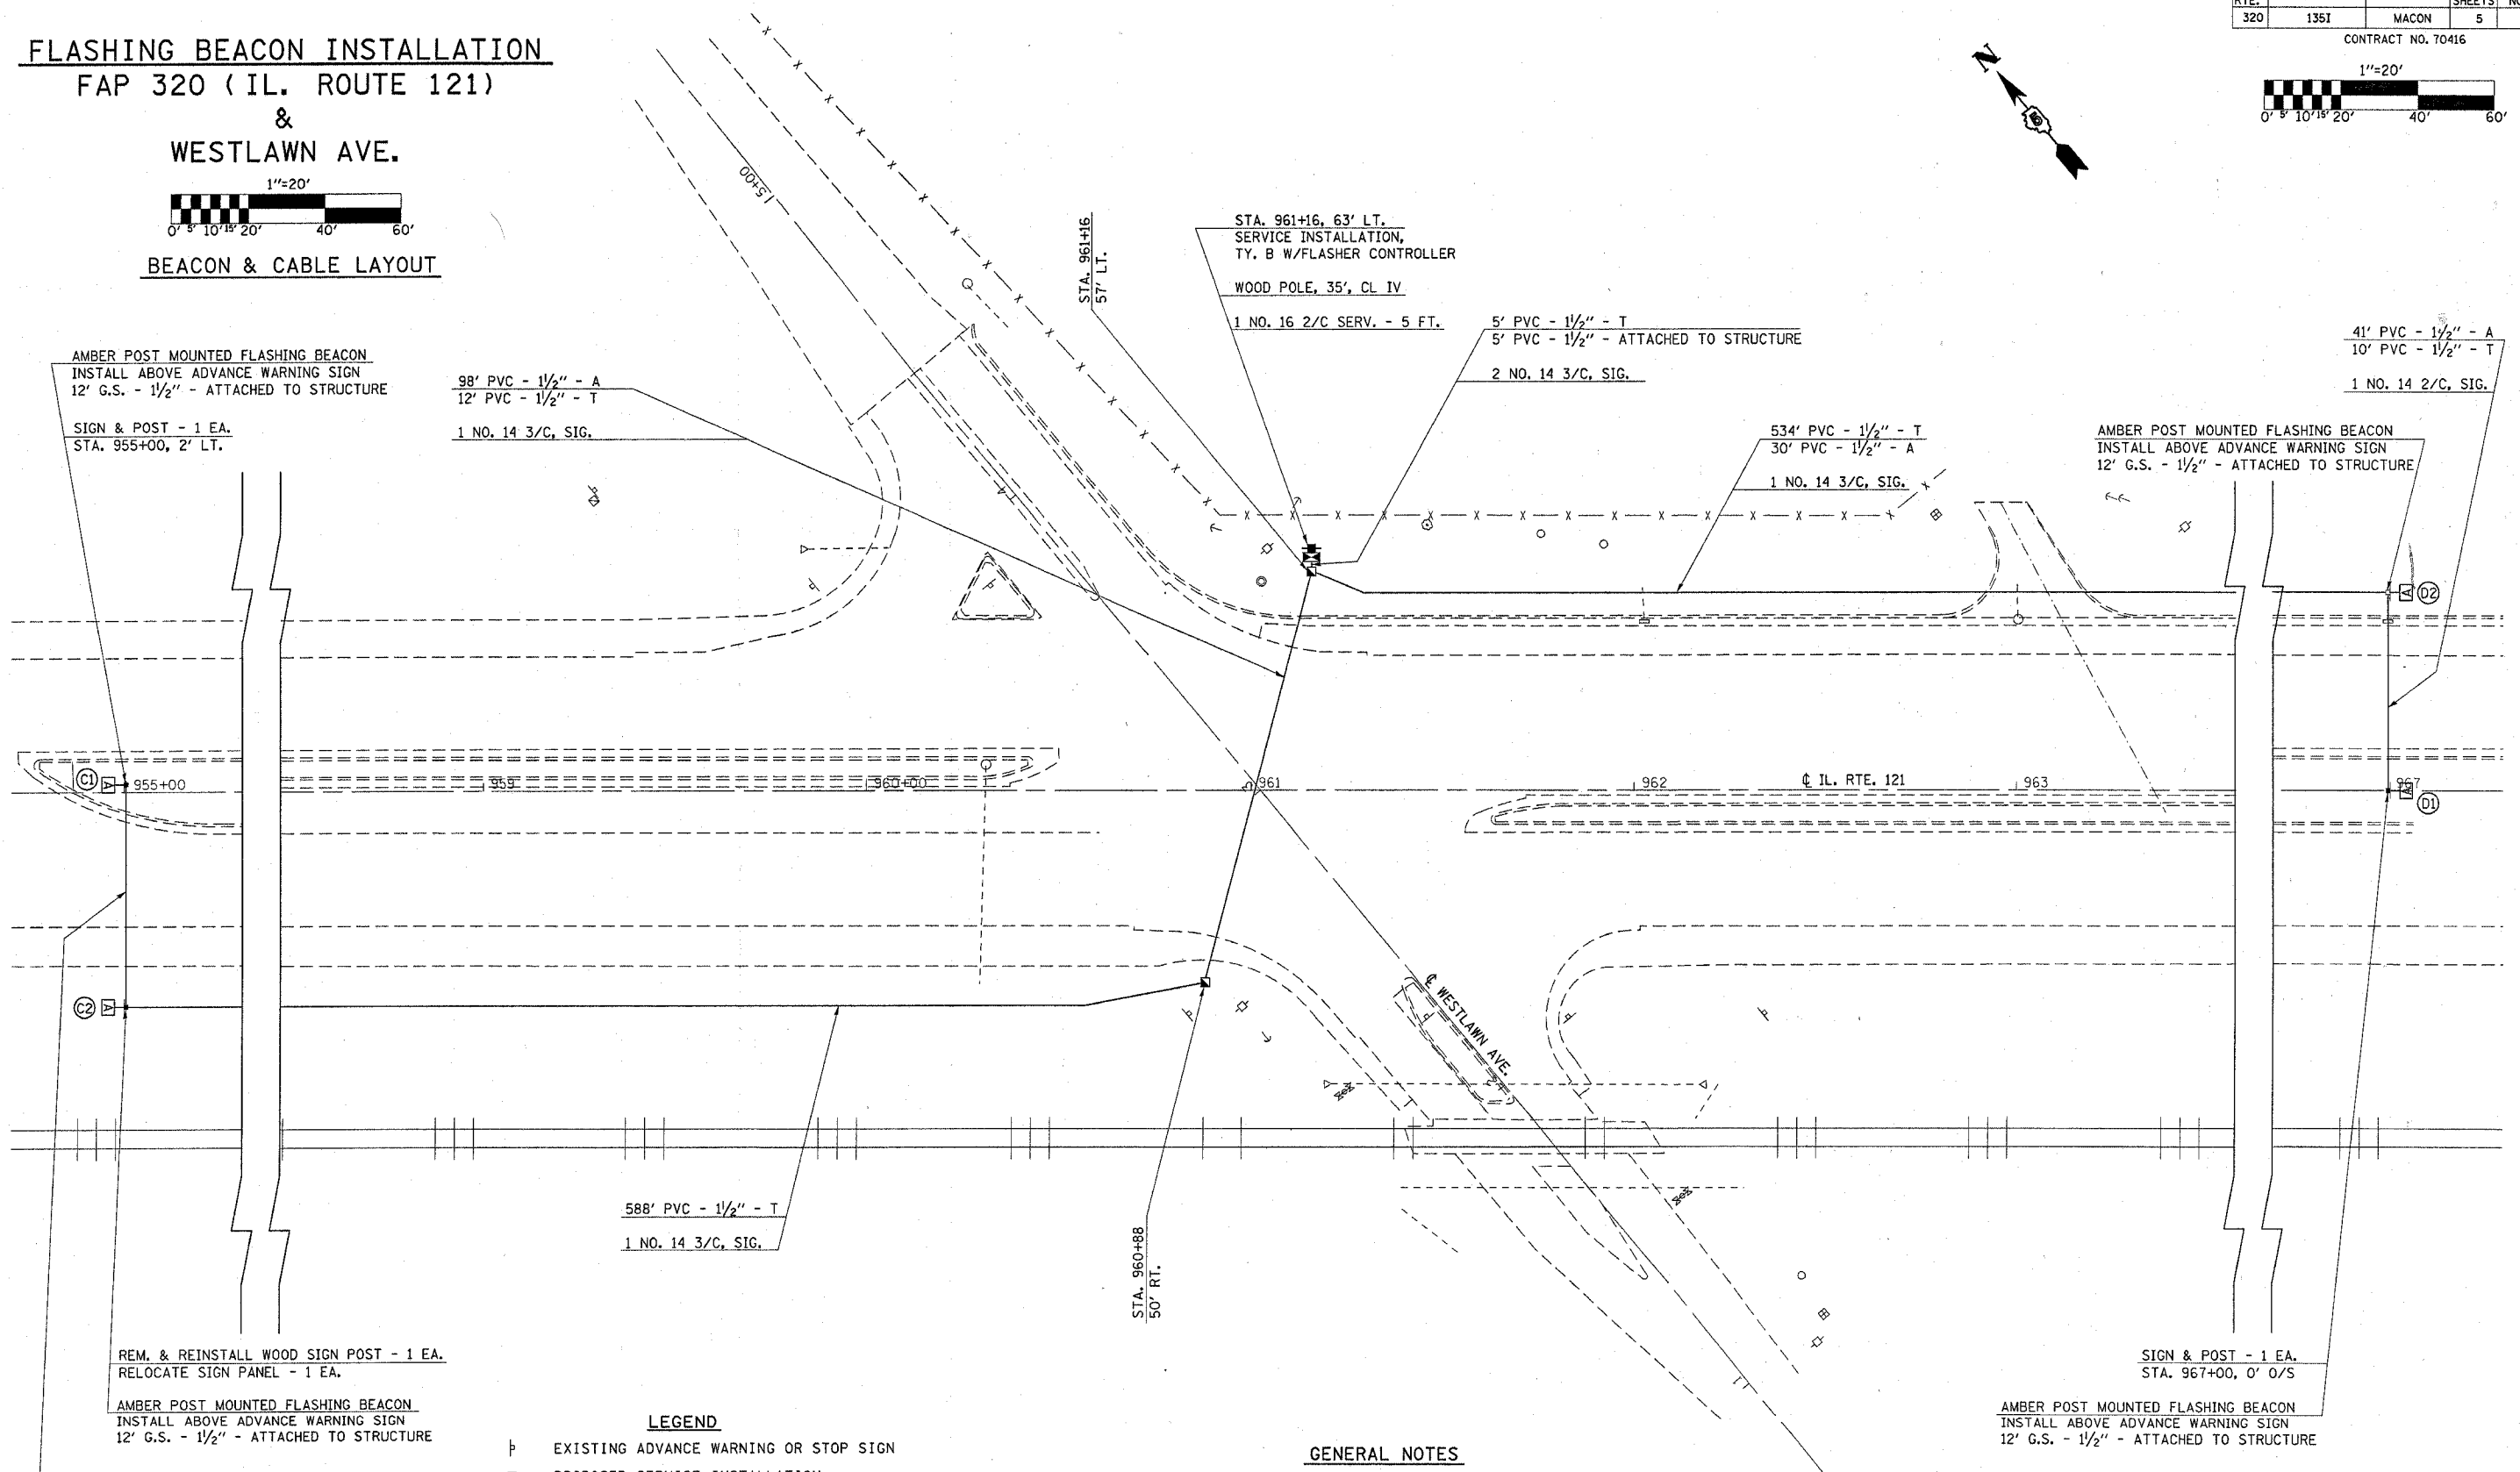 FLASHING BEACON INSTALLATION
FAP 320 (IL. ROUTE 121)
&
WESTLAWN AVE.
1"=20'
0' 5' 10' 15' 20' 40' 60'
BEACON & CABLE LAYOUT
RTE. SHEETS
320 135I MACON 5
CONTRACT NO. 70416
1"=20'
0' 5' 10' 15' 20' 40' 60'
N
5
15+00
STA. 961+16
57' LT.
STA. 961+16, 63' LT.
SERVICE INSTALLATION,
TY. B W/FLASHER CONTROLLER
WOOD POLE, 35', CL IV
1 NO. 16 2/C SERV. - 5 FT.
5' PVC - 1½" - T
5' PVC - 1½" - ATTACHED TO STRUCTURE
2 NO. 14 3/C, SIG.
41' PVC - 1½" - A
10' PVC - 1½" - T
1 NO. 14 2/C, SIG.
AMBER POST MOUNTED FLASHING BEACON
INSTALL ABOVE ADVANCE WARNING SIGN
12' G.S. - 1½" - ATTACHED TO STRUCTURE
SIGN & POST - 1 EA.
STA. 955+00, 2' LT.
98' PVC - 1½" - A
12' PVC - 1½" - T
1 NO. 14 3/C, SIG.
534' PVC - 1½" - T
30' PVC - 1½" - A
1 NO. 14 3/C, SIG.
AMBER POST MOUNTED FLASHING BEACON
INSTALL ABOVE ADVANCE WARNING SIGN
12' G.S. - 1½" - ATTACHED TO STRUCTURE
A D2
C1 A 955+00 959 960+00 961 962 ℄ IL. RTE. 121 963 967 A
D1
C2 A
℄ WESTLAWN AVE.
588' PVC - 1½" - T
1 NO. 14 3/C, SIG.
STA. 960+88
50' RT.
REM. & REINSTALL WOOD SIGN POST - 1 EA.
RELOCATE SIGN PANEL - 1 EA.
AMBER POST MOUNTED FLASHING BEACON
INSTALL ABOVE ADVANCE WARNING SIGN
12' G.S. - 1½" - ATTACHED TO STRUCTURE
SIGN & POST - 1 EA.
STA. 967+00, 0' O/S
AMBER POST MOUNTED FLASHING BEACON
INSTALL ABOVE ADVANCE WARNING SIGN
12' G.S. - 1½" - ATTACHED TO STRUCTURE
LEGEND
EXISTING ADVANCE WARNING OR STOP SIGN
GENERAL NOTES